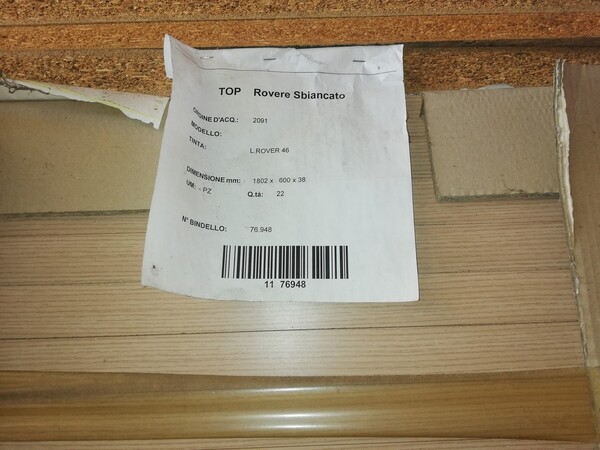 TOP Rovere Sbiancato
ORDINE D'ACQ.: 2091
MODELLO:
TINTA:
L.ROVER 46
DIMENSIONE mm: 1802 x 600 x 38
UM: - PZ Q.tà: 22
N° BINDELLO: 76.948
11 76948